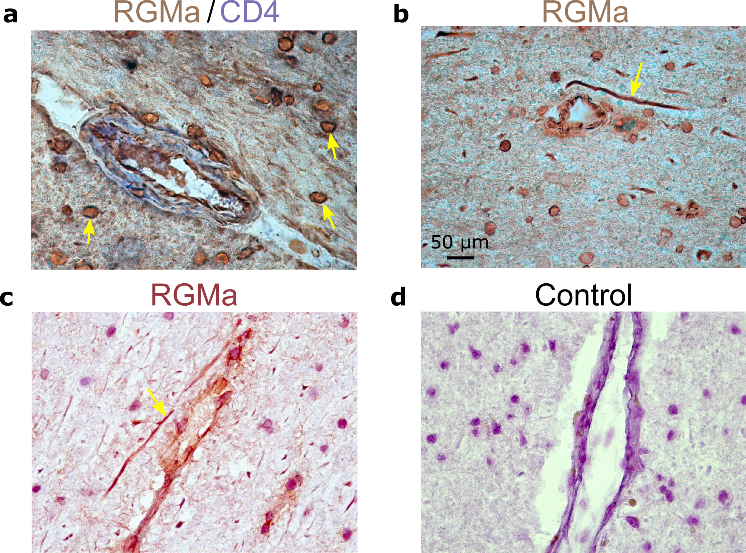 a RGMa/CD4
b RGMa
50 µm
c RGMa
d Control